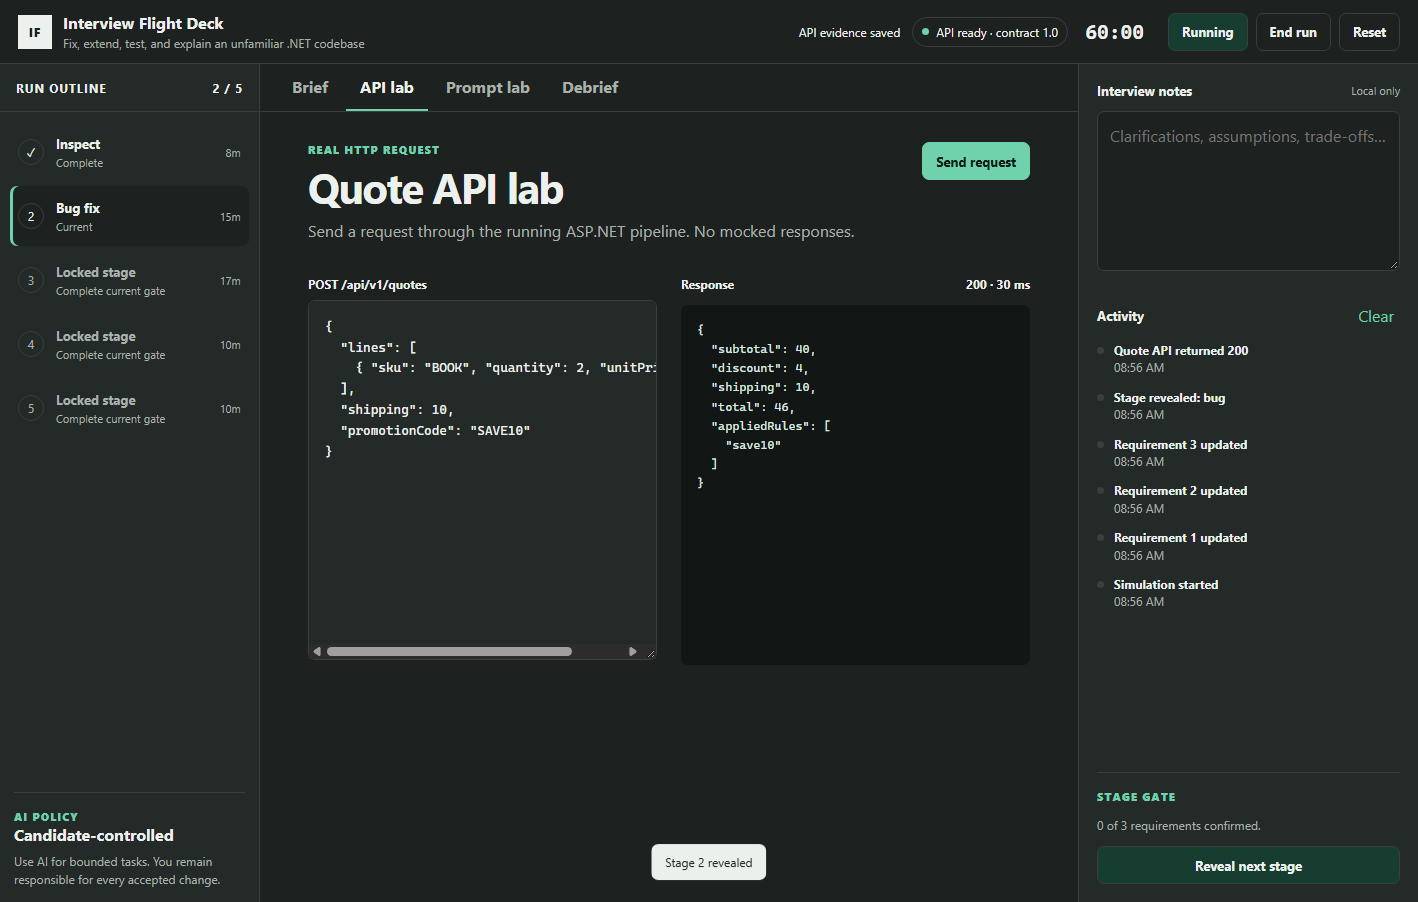 IF
Interview Flight Deck
Fix, extend, test, and explain an unfamiliar .NET codebase
API evidence saved
API ready · contract 1.0
60:00
Running
End run
Reset
RUN OUTLINE
2 / 5
✓
Inspect
Complete
8m
2
Bug fix
Current
15m
3
Locked stage
Complete current gate
17m
4
Locked stage
Complete current gate
10m
5
Locked stage
Complete current gate
10m
AI POLICY
Candidate-controlled
Use AI for bounded tasks. You remain
responsible for every accepted change.
Brief
API lab
Prompt lab
Debrief
REAL HTTP REQUEST
Quote API lab
Send a request through the running ASP.NET pipeline. No mocked responses.
Send request
POST /api/v1/quotes
{
  "lines": [
    { "sku": "BOOK", "quantity": 2, "unitPri
  ],
  "shipping": 10,
  "promotionCode": "SAVE10"
}
Response
200 · 30 ms
{
  "subtotal": 40,
  "discount": 4,
  "shipping": 10,
  "total": 46,
  "appliedRules": [
    "save10"
  ]
}
Stage 2 revealed
Interview notes
Local only
Clarifications, assumptions, trade-offs...
Activity
Clear
Quote API returned 200
08:56 AM
Stage revealed: bug
08:56 AM
Requirement 3 updated
08:56 AM
Requirement 2 updated
08:56 AM
Requirement 1 updated
08:56 AM
Simulation started
08:56 AM
STAGE GATE
0 of 3 requirements confirmed.
Reveal next stage